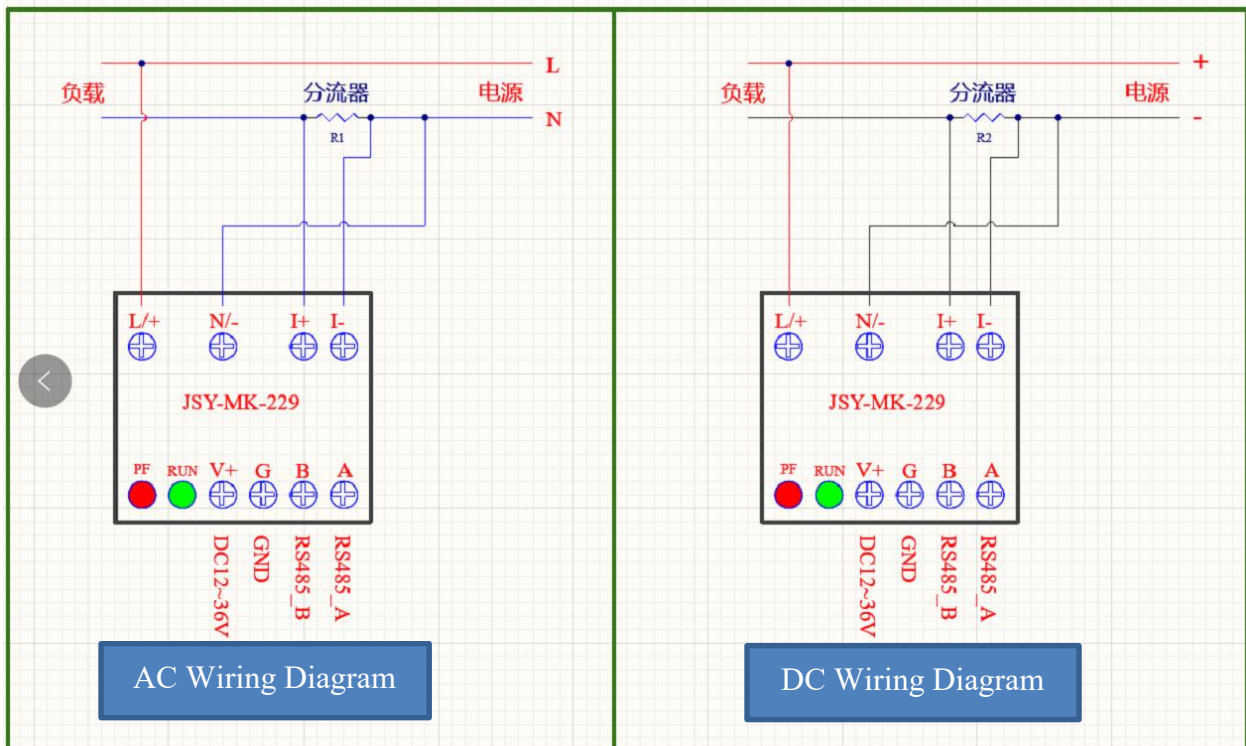 L
负载 分流器 电源
N
R1
L/+ N/- I+ I-
JSY-MK-229
PF RUN V+ G B A
DC12~36V
GND
RS485_B
RS485_A
AC Wiring Diagram
+
负载 分流器 电源
-
R2
L/+ N/- I+ I-
JSY-MK-229
PF RUN V+ G B A
DC12~36V
GND
RS485_B
RS485_A
DC Wiring Diagram